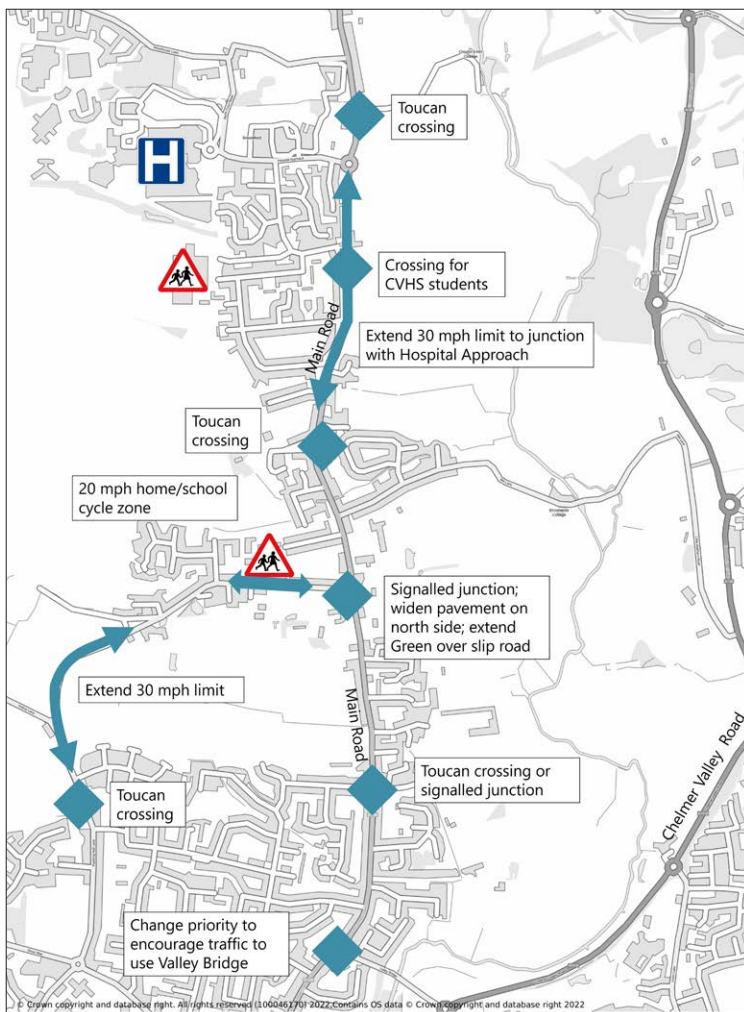 Toucan
crossing
H
Crossing for
CVHS students
Main Road
Extend 30 mph limit to junction
with Hospital Approach
Toucan
crossing
20 mph home/school
cycle zone
Signalled junction;
widen pavement on
north side; extend
Green over slip road
Extend 30 mph limit
Main Road
Toucan crossing or
signalled junction
Chelmer Valley Road
Toucan
crossing
Change priority to
encourage traffic to
use Valley Bridge
© Crown copyright and database right. All rights reserved (100046170) 2022.Contains OS data © Crown copyright and database right 2022